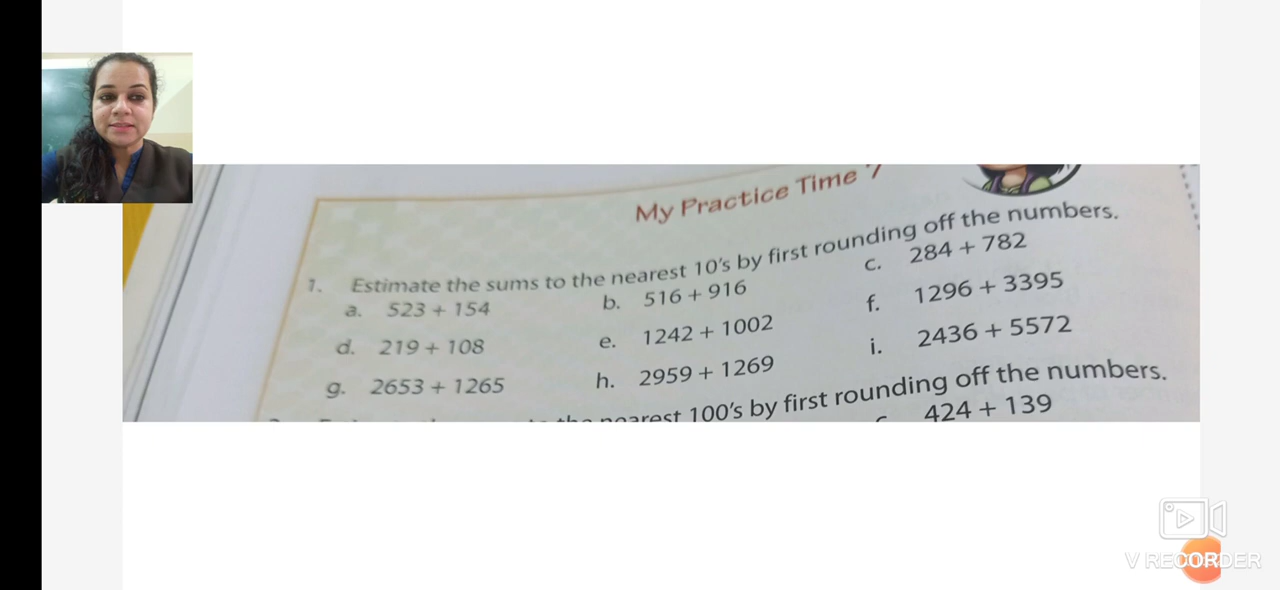 My Practice Time 7
1. Estimate the sums to the nearest 10's by first rounding off the numbers.
a. 523 + 154 b. 516 + 916 c. 284 + 782
d. 219 + 108 e. 1242 + 1002 f. 1296 + 3395
g. 2653 + 1265 h. 2959 + 1269 i. 2436 + 5572
the nearest 100's by first rounding off the numbers.
424 + 139
V RECORDER